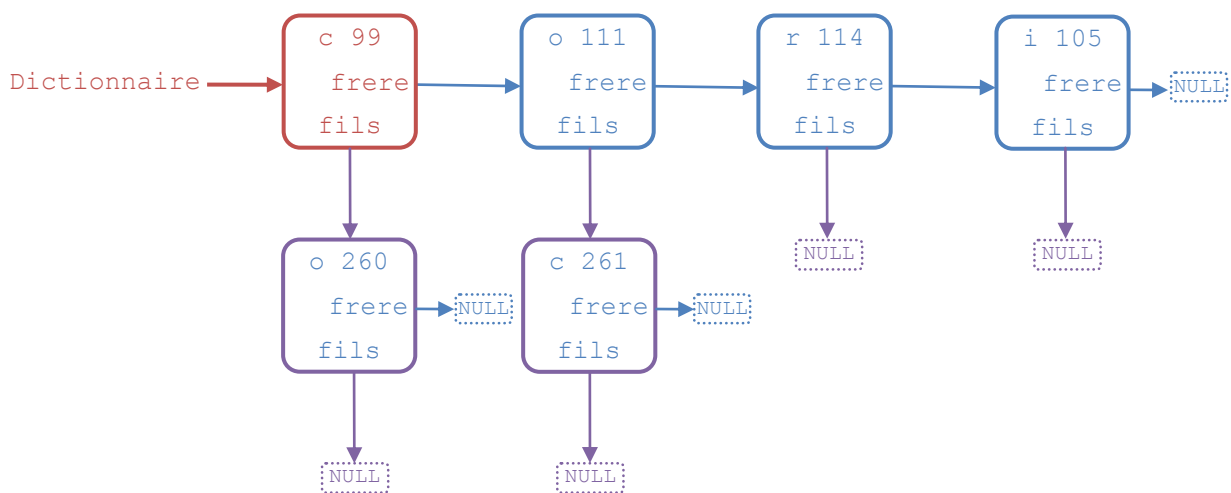 c 99
o 111
r 114
i 105
Dictionnaire
frere
frere
frere
frere
NULL
fils
fils
fils
fils
NULL
NULL
o 260
c 261
frere
NULL
frere
NULL
fils
fils
NULL
NULL